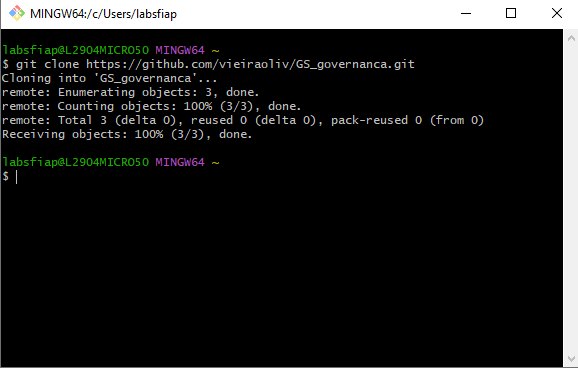 MINGW64:/c/Users/labsfiap
labsfiap@L2904MICRO50 MINGW64 ~
$ git clone https://github.com/vieiraoliv/GS_governanca.git
Cloning into 'GS_governanca'...
remote: Enumerating objects: 3, done.
remote: Counting objects: 100% (3/3), done.
remote: Total 3 (delta 0), reused 0 (delta 0), pack-reused 0 (from 0)
Receiving objects: 100% (3/3), done.
labsfiap@L2904MICRO50 MINGW64 ~
$